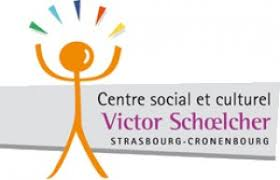 Centre social et culturel
Victor Schœlcher
STRASBOURG-CRONENBOURG